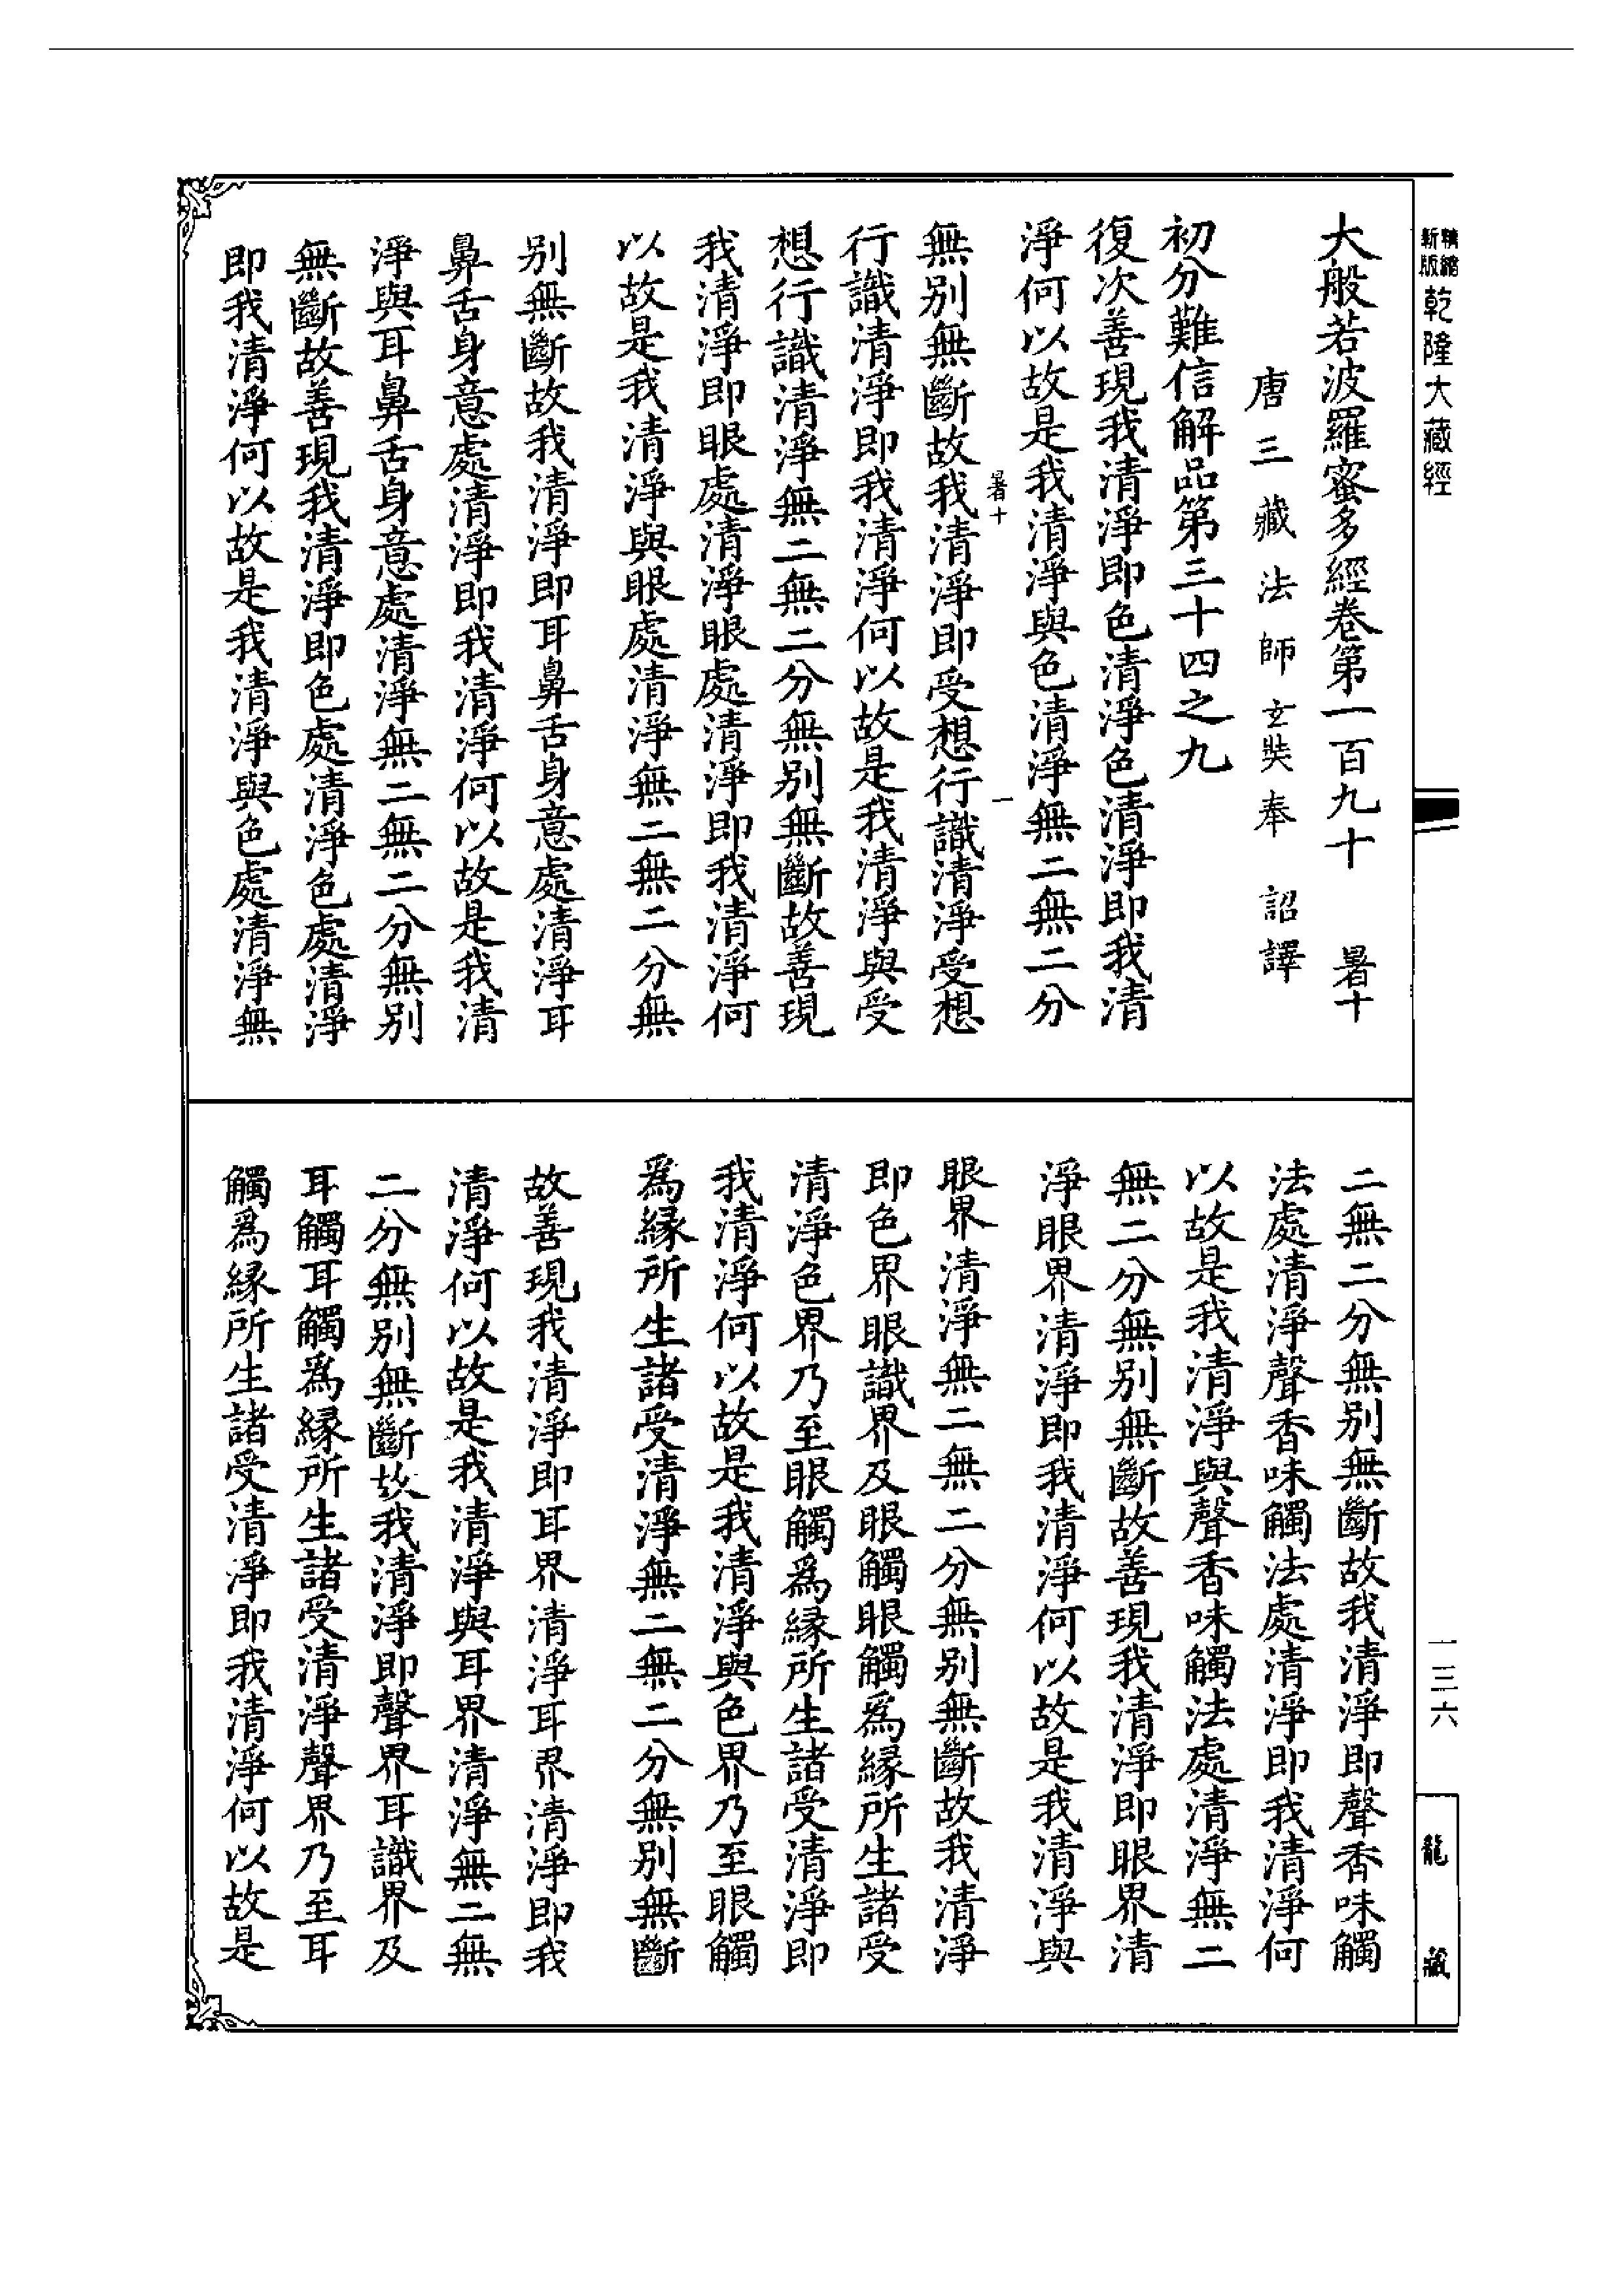 精縮新版乾隆大藏經
大般若波羅蜜多經卷第一百九十 暑十
唐三藏法師玄奘奉 詔譯
初分難信解品第三十四之九
復次善現我清淨即色清淨色清淨即我清
淨何以故是我清淨與色清淨無二無二分
暑十 一
無別無斷故我清淨即受想行識清淨受想
行識清淨即我清淨何以故是我清淨與受
想行識清淨無二無二分無別無斷故善現
我清淨即眼處清淨眼處清淨即我清淨何
以故是我清淨與眼處清淨無二無二分無
別無斷故我清淨即耳鼻舌身意處清淨耳
鼻舌身意處清淨即我清淨何以故是我清
淨與耳鼻舌身意處清淨無二無二分無別
無斷故善現我清淨即色處清淨色處清淨
即我清淨何以故是我清淨與色處清淨無
二無二分無別無斷故我清淨即聲香味觸
法處清淨聲香味觸法處清淨即我清淨何
以故是我清淨與聲香味觸法處清淨無二
無二分無別無斷故善現我清淨即眼界清
淨眼界清淨即我清淨何以故是我清淨與
眼界清淨無二無二分無別無斷故我清淨
即色界眼識界及眼觸眼觸為緣所生諸受
清淨色界乃至眼觸為緣所生諸受清淨即
我清淨何以故是我清淨與色界乃至眼觸
為緣所生諸受清淨無二無二分無別無斷
故善現我清淨即耳界清淨耳界清淨即我
清淨何以故是我清淨與耳界清淨無二無
二分無別無斷故我清淨即聲界耳識界及
耳觸耳觸為緣所生諸受清淨聲界乃至耳
觸為緣所生諸受清淨即我清淨何以故是
一三六
龍藏